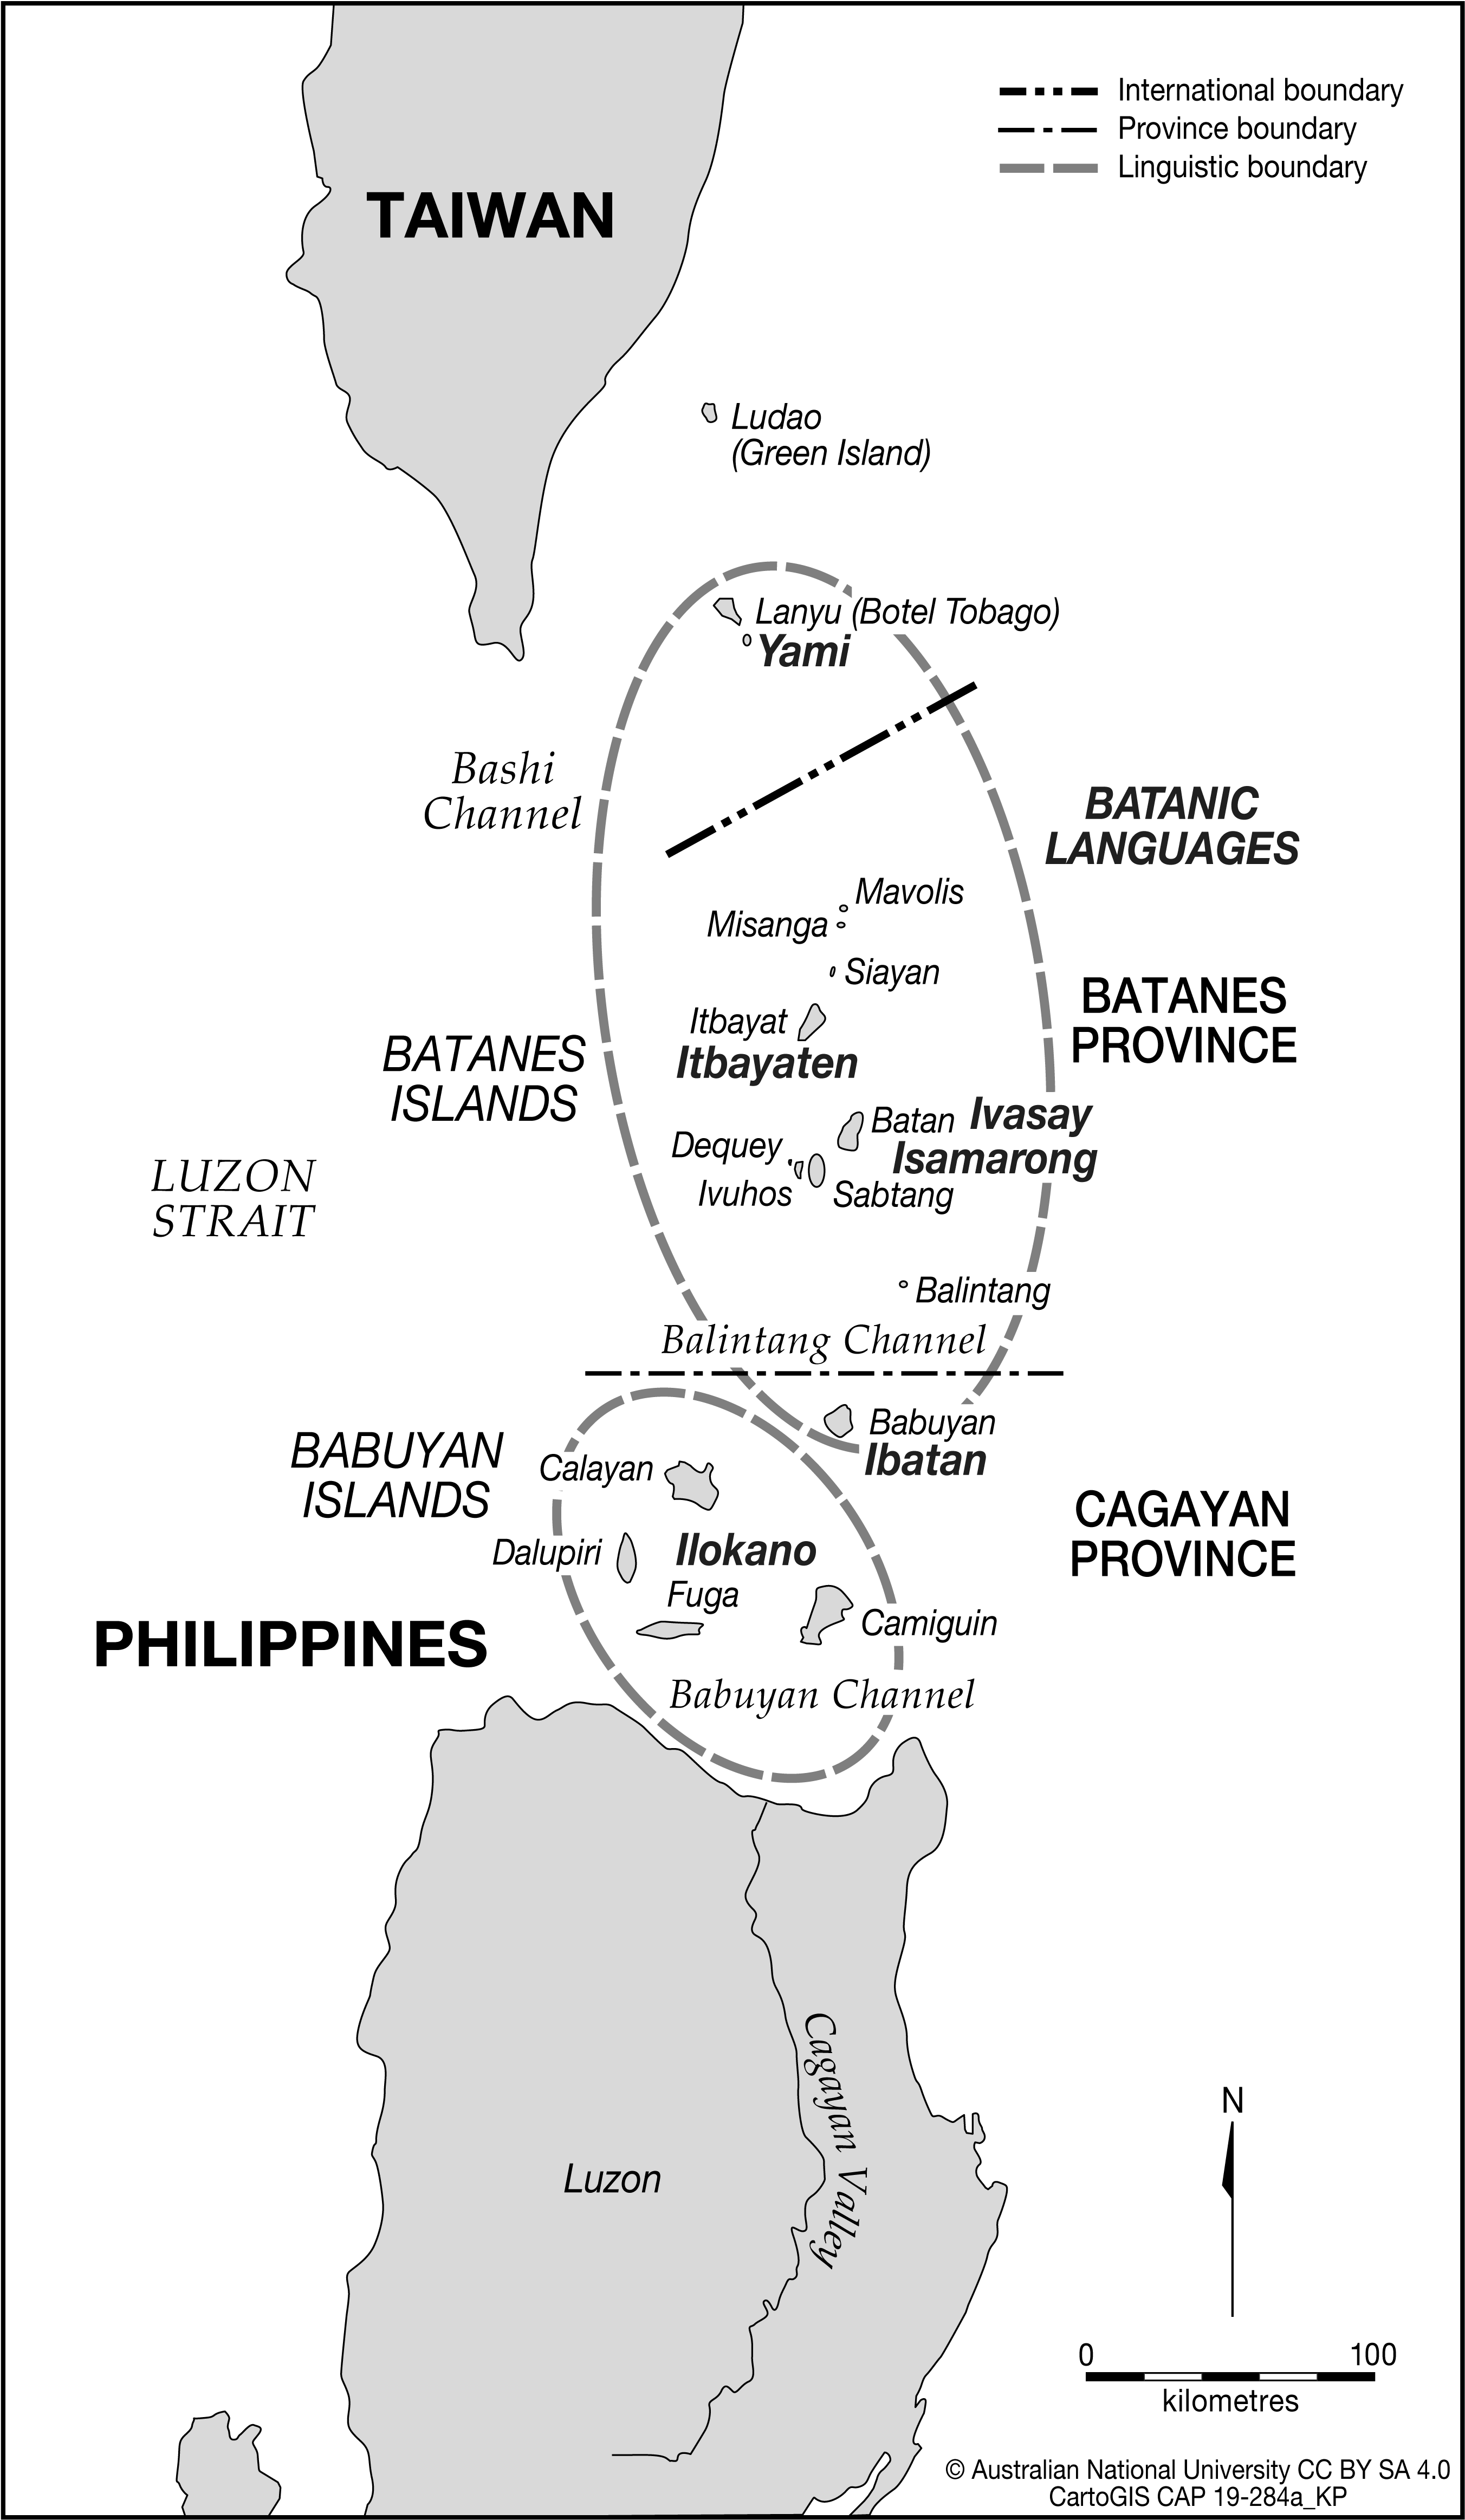 International boundary
Province boundary
Linguistic boundary
TAIWAN
Ludao
(Green Island)
Lanyu (Botel Tobago)
Yami
Bashi
Channel
BATANIC
LANGUAGES
Mavolis
Misanga
Siayan
BATANES
PROVINCE
Itbayat
Itbayaten
BATANES
ISLANDS
Batan
Ivasay
Isamarong
Dequey
Ivuhos
Sabtang
LUZON
STRAIT
Balintang
Balintang Channel
Babuyan
Ibatan
BABUYAN
ISLANDS
Calayan
CAGAYAN
PROVINCE
Dalupiri
Ilokano
Fuga
Camiguin
PHILIPPINES
Babuyan Channel
Cagayan Valley
Luzon
N
0 100
kilometres
© Australian National University CC BY SA 4.0
CartoGIS CAP 19-284a_KP